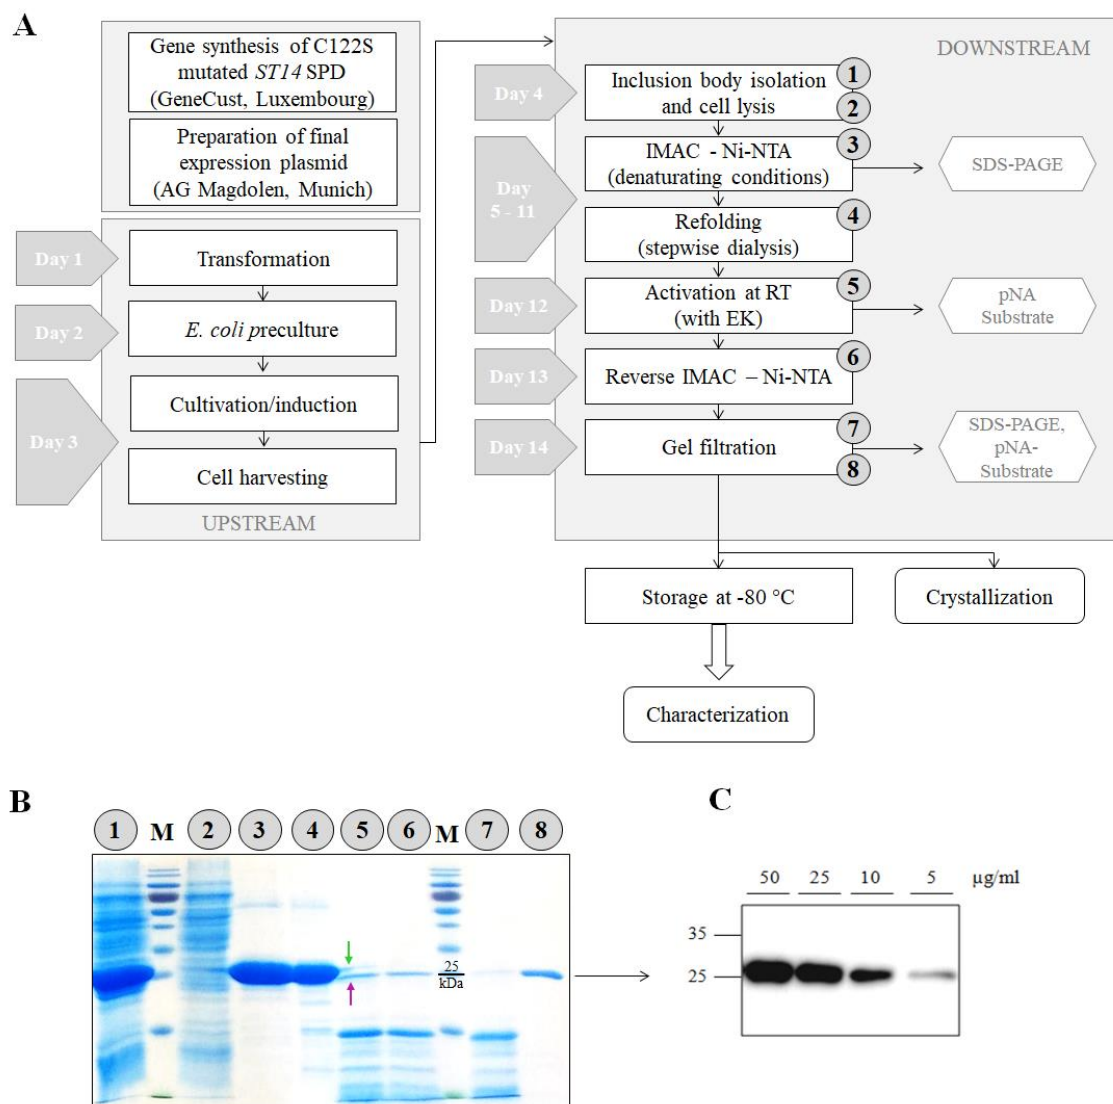 A
Gene synthesis of C122S
mutated ST14 SPD
(GeneCust, Luxembourg)
Preparation of final
expression plasmid
(AG Magdolen, Munich)
Day 1
Transformation
Day 2
E. coli preculture
Day 3
Cultivation/induction
Cell harvesting
UPSTREAM
DOWNSTREAM
Day 4
Inclusion body isolation
and cell lysis
1
2
Day
5 - 11
IMAC - Ni-NTA
(denaturating conditions)
3
SDS-PAGE
Refolding
(stepwise dialysis)
4
Day 12
Activation at RT
(with EK)
5
pNA
Substrate
Day 13
Reverse IMAC – Ni-NTA
6
Day 14
Gel filtration
7
8
SDS-PAGE,
pNA-
Substrate
Storage at -80 °C
Crystallization
Characterization
B
1 M 2 3 4 5 6 M 7 8
25
kDa
C
50 25 10 5 µg/ml
35
25